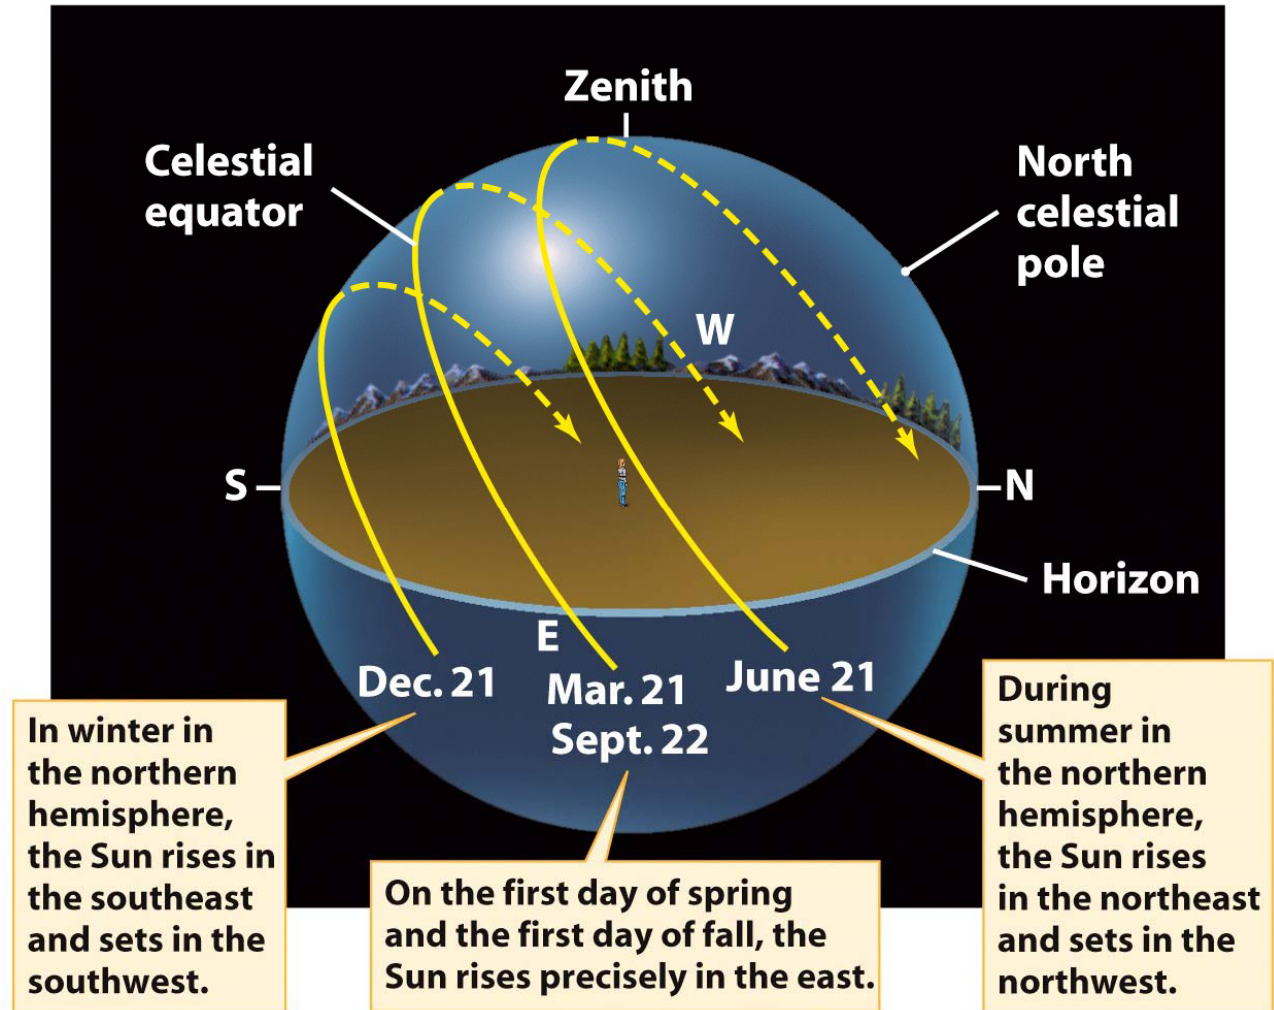 Zenith
Celestial
equator
North
celestial
pole
W
S
N
Horizon
E
Dec. 21
Mar. 21
Sept. 22
June 21
In winter in
the northern
hemisphere,
the Sun rises in
the southeast
and sets in the
southwest.
On the first day of spring
and the first day of fall, the
Sun rises precisely in the east.
During
summer in
the northern
hemisphere,
the Sun rises
in the northeast
and sets in the
northwest.